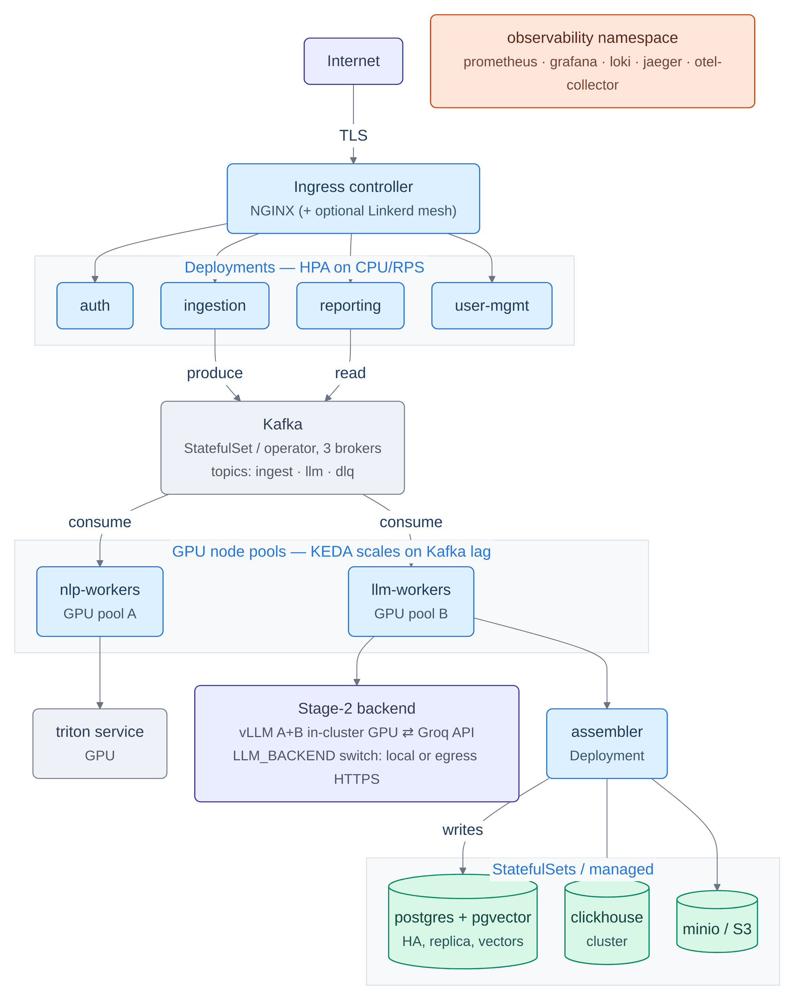 Internet
observability namespace
prometheus · grafana · loki · jaeger · otel-
collector
TLS
Ingress controller
NGINX (+ optional Linkerd mesh)
Deployments — HPA on CPU/RPS
auth
ingestion
reporting
user-mgmt
produce
read
Kafka
StatefulSet / operator, 3 brokers
topics: ingest · llm · dlq
consume
consume
GPU node pools — KEDA scales on Kafka lag
nlp-workers
GPU pool A
llm-workers
GPU pool B
triton service
GPU
Stage-2 backend
vLLM A+B in-cluster GPU ⇄ Groq API
LLM_BACKEND switch: local or egress
HTTPS
assembler
Deployment
writes
StatefulSets / managed
postgres + pgvector
HA, replica, vectors
clickhouse
cluster
minio / S3